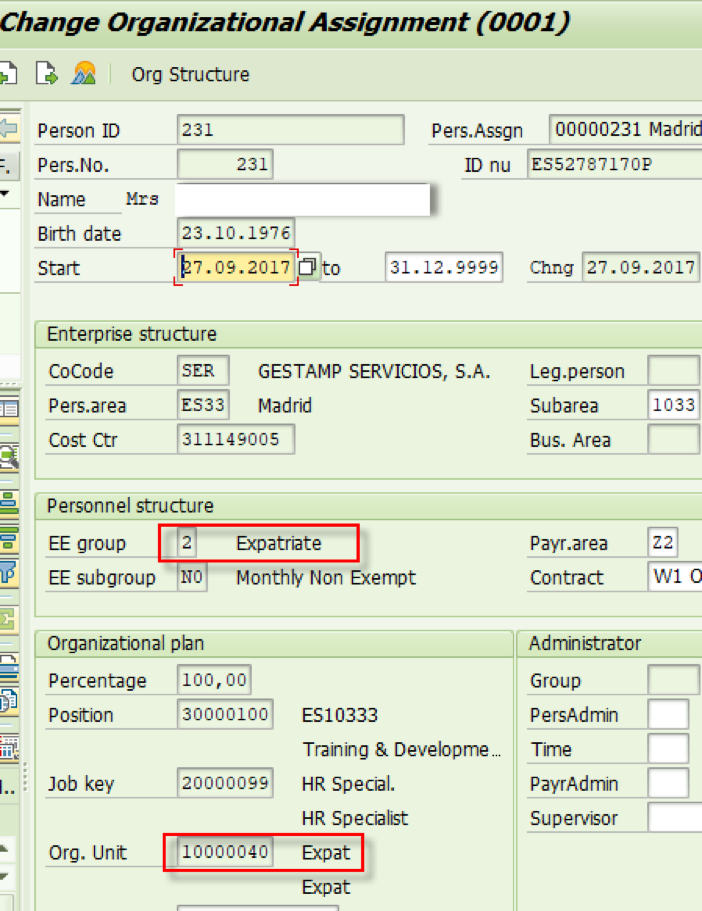 Change Organizational Assignment (0001)
Org Structure
Person ID 231 Pers.Assgn 00000231 Madrid
F.
Pers.No. 231 ID nu ES52787170P
Name Mrs
Birth date 23.10.1976
Start 27.09.2017 to 31.12.9999 Chng 27.09.2017
Enterprise structure
CoCode SER GESTAMP SERVICIOS, S.A. Leg.person
Pers.area ES33 Madrid Subarea 1033
Cost Ctr 311149005 Bus. Area
Personnel structure
EE group 2 Expatriate Payr.area Z2
EE subgroup N0 Monthly Non Exempt Contract W1 O
Organizational plan Administrator
Percentage 100,00 Group
Position 30000100 ES10333 PersAdmin
Training & Developme... Time
Job key 20000099 HR Special. PayrAdmin
HR Specialist Supervisor
Org. Unit 10000040 Expat
Expat